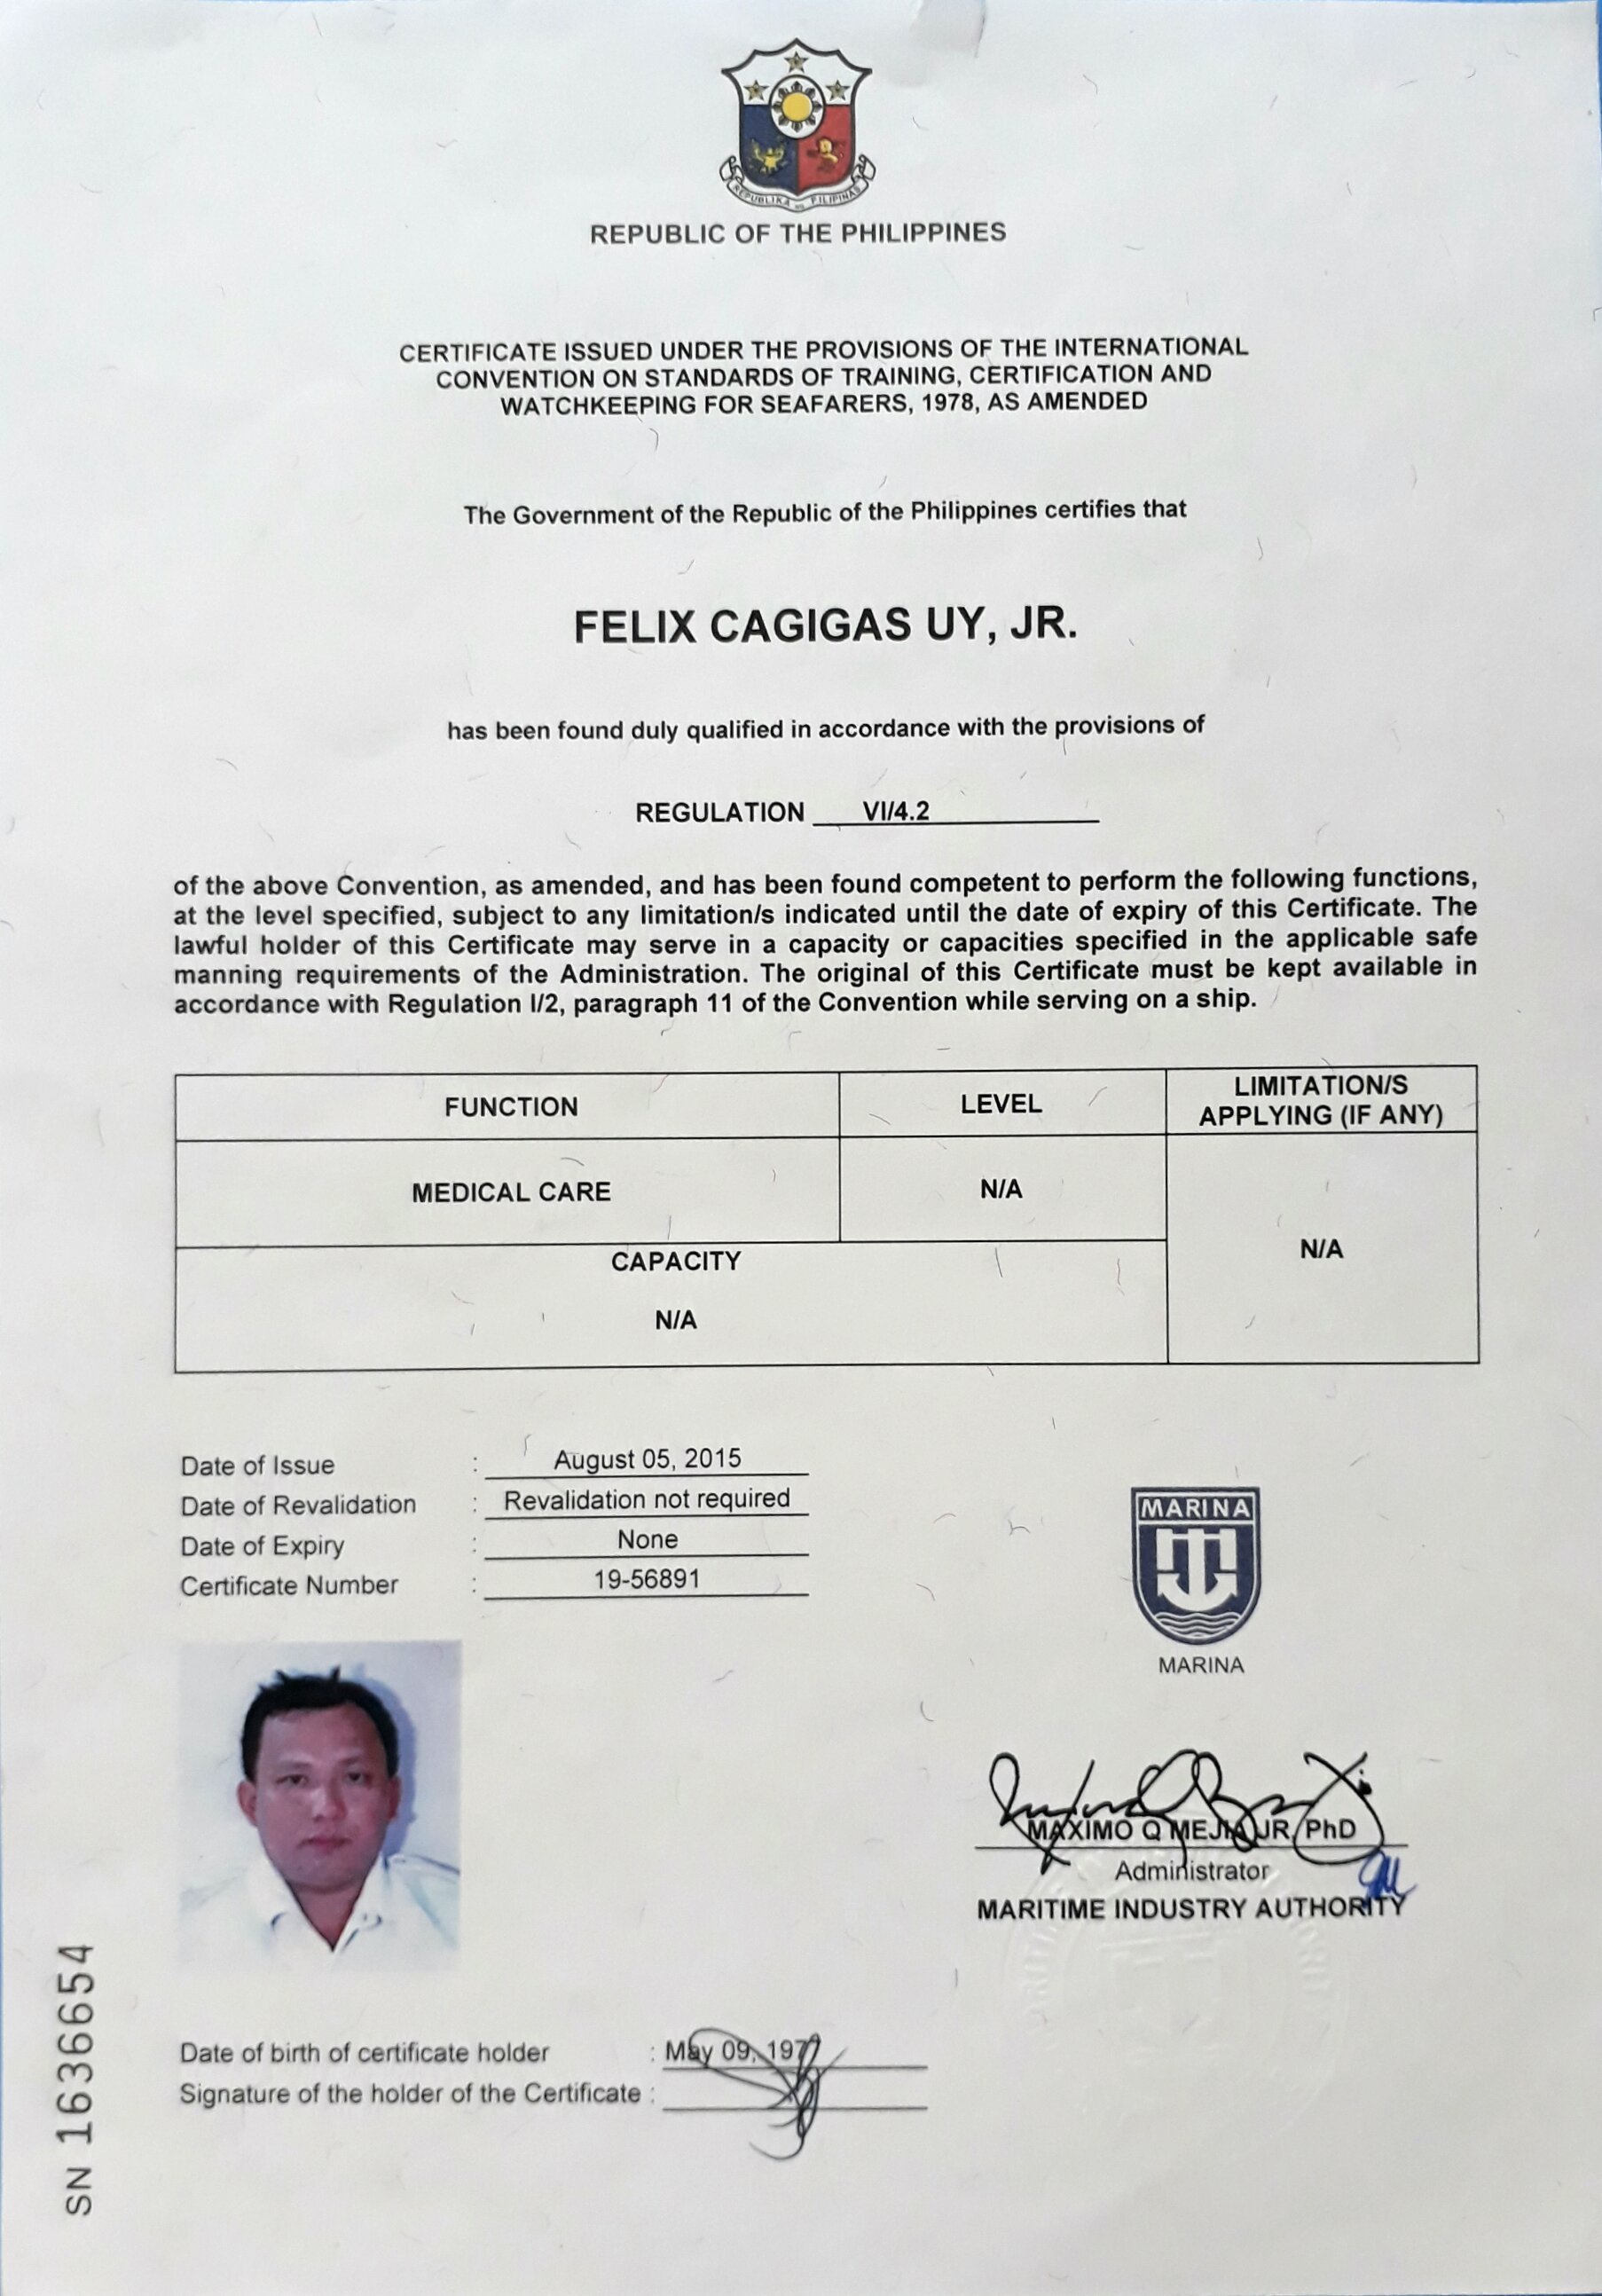 REPUBLIKA NG PILIPINAS
REPUBLIC OF THE PHILIPPINES
CERTIFICATE ISSUED UNDER THE PROVISIONS OF THE INTERNATIONAL
CONVENTION ON STANDARDS OF TRAINING, CERTIFICATION AND
WATCHKEEPING FOR SEAFARERS, 1978, AS AMENDED
The Government of the Republic of the Philippines certifies that
FELIX CAGIGAS UY, JR.
has been found duly qualified in accordance with the provisions of
REGULATION VI/4.2
of the above Convention, as amended, and has been found competent to perform the following functions,
at the level specified, subject to any limitation/s indicated until the date of expiry of this Certificate. The
lawful holder of this Certificate may serve in a capacity or capacities specified in the applicable safe
manning requirements of the Administration. The original of this Certificate must be kept available in
accordance with Regulation I/2, paragraph 11 of the Convention while serving on a ship.
FUNCTION LEVEL LIMITATION/S
APPLYING (IF ANY)
MEDICAL CARE N/A
N/A
CAPACITY
N/A
Date of Issue : August 05, 2015
Date of Revalidation : Revalidation not required
Date of Expiry : None
Certificate Number : 19-56891
MARINA
MARINA
MAXIMO Q MEJIA JR, PhD
Administrator
MARITIME INDUSTRY AUTHORITY
Date of birth of certificate holder : May 09,
Signature of the holder of the Certificate :
SN 1636654